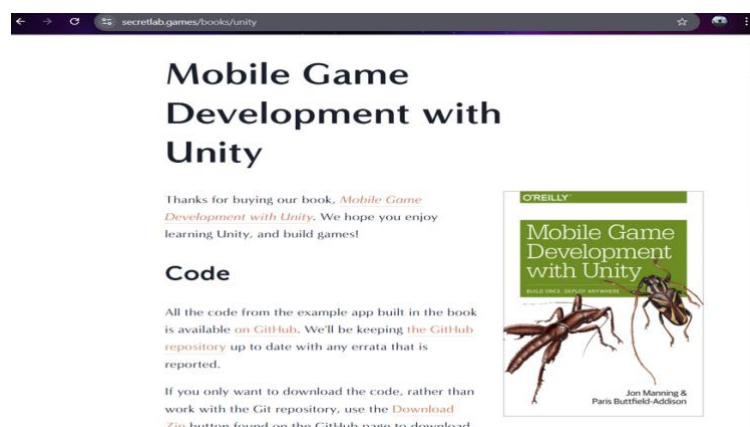 secretlab.games/books/unity
Mobile Game
Development with
Unity
Thanks for buying our book, Mobile Game
Development with Unity. We hope you enjoy
learning Unity, and build games!
Code
All the code from the example app built in the book
is available on GitHub. We'll be keeping the GitHub
repository up to date with any errata that is
reported.
If you only want to download the code, rather than
work with the Git repository, use the Download
Zip button found on the GitHub page to download
O'REILLY
Mobile Game
Development
with Unity
BUILD ONCE, DEPLOY ANYWHERE
Jon Manning &
Paris Buttfield-Addison